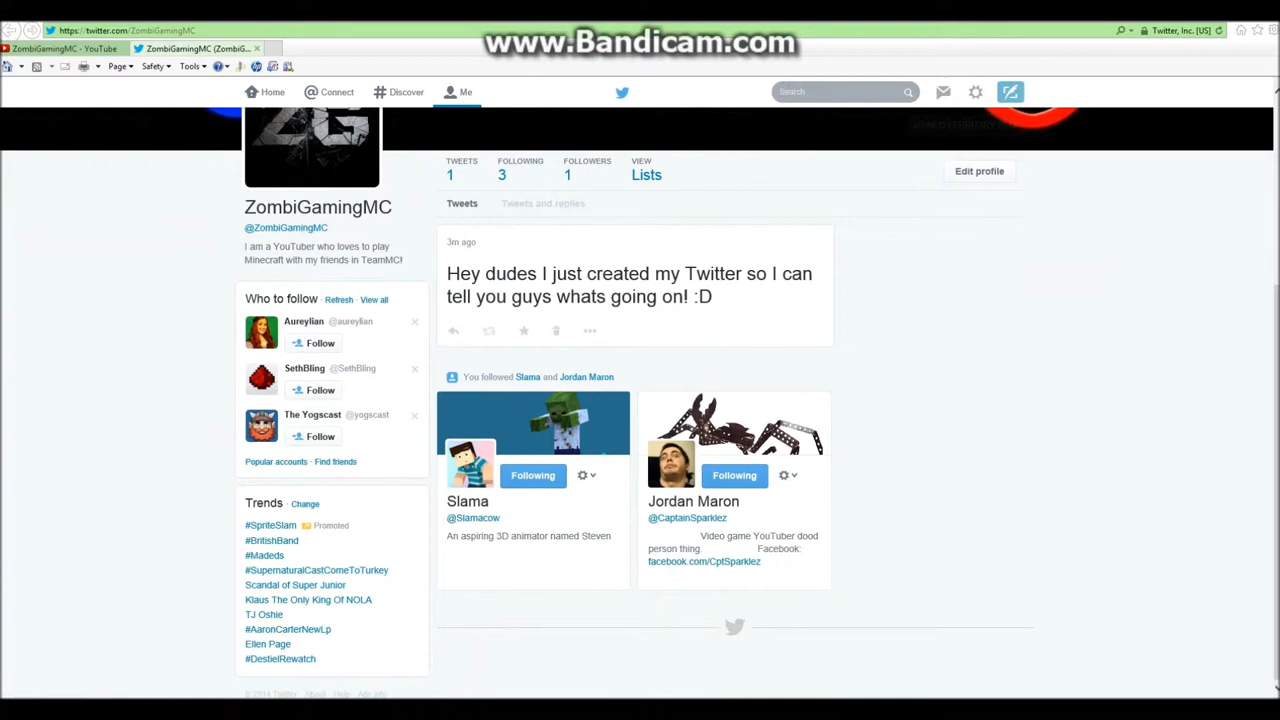 https://twitter.com/ZombiGamingMC
Twitter, Inc. [US]
ZombiGamingMC - YouTube
ZombiGamingMC (ZombiG...
www.Bandicam.com
Page
Safety
Tools
Home
Connect
Discover
Me
Search
ZG
TWEETS
FOLLOWING
FOLLOWERS
VIEW
1
3
1
Lists
Edit profile
Tweets
Tweets and replies
ZombiGamingMC
@ZombiGamingMC
I am a YouTuber who loves to play
Minecraft with my friends in TeamMC!
3m ago
Hey dudes I just created my Twitter so I can
tell you guys whats going on! :D
Who to follow · Refresh · View all
Aureylian @aureylian
Follow
SethBling @SethBling
Follow
The Yogscast @yogscast
Follow
Popular accounts · Find friends
You followed Slama and Jordan Maron
Following
Slama
@Slamacow
An aspiring 3D animator named Steven
Following
Jordan Maron
@CaptainSparklez
Video game YouTuber dood
person thing. Facebook:
facebook.com/CptSparklez
Trends · Change
#SpriteSlam Promoted
#BritishBand
#Madeds
#SupernaturalCastComeToTurkey
Scandal of Super Junior
Klaus The Only King Of NOLA
TJ Oshie
#AaronCarterNewLp
Ellen Page
#DestielRewatch
© 2014 Twitter About Help Ads info